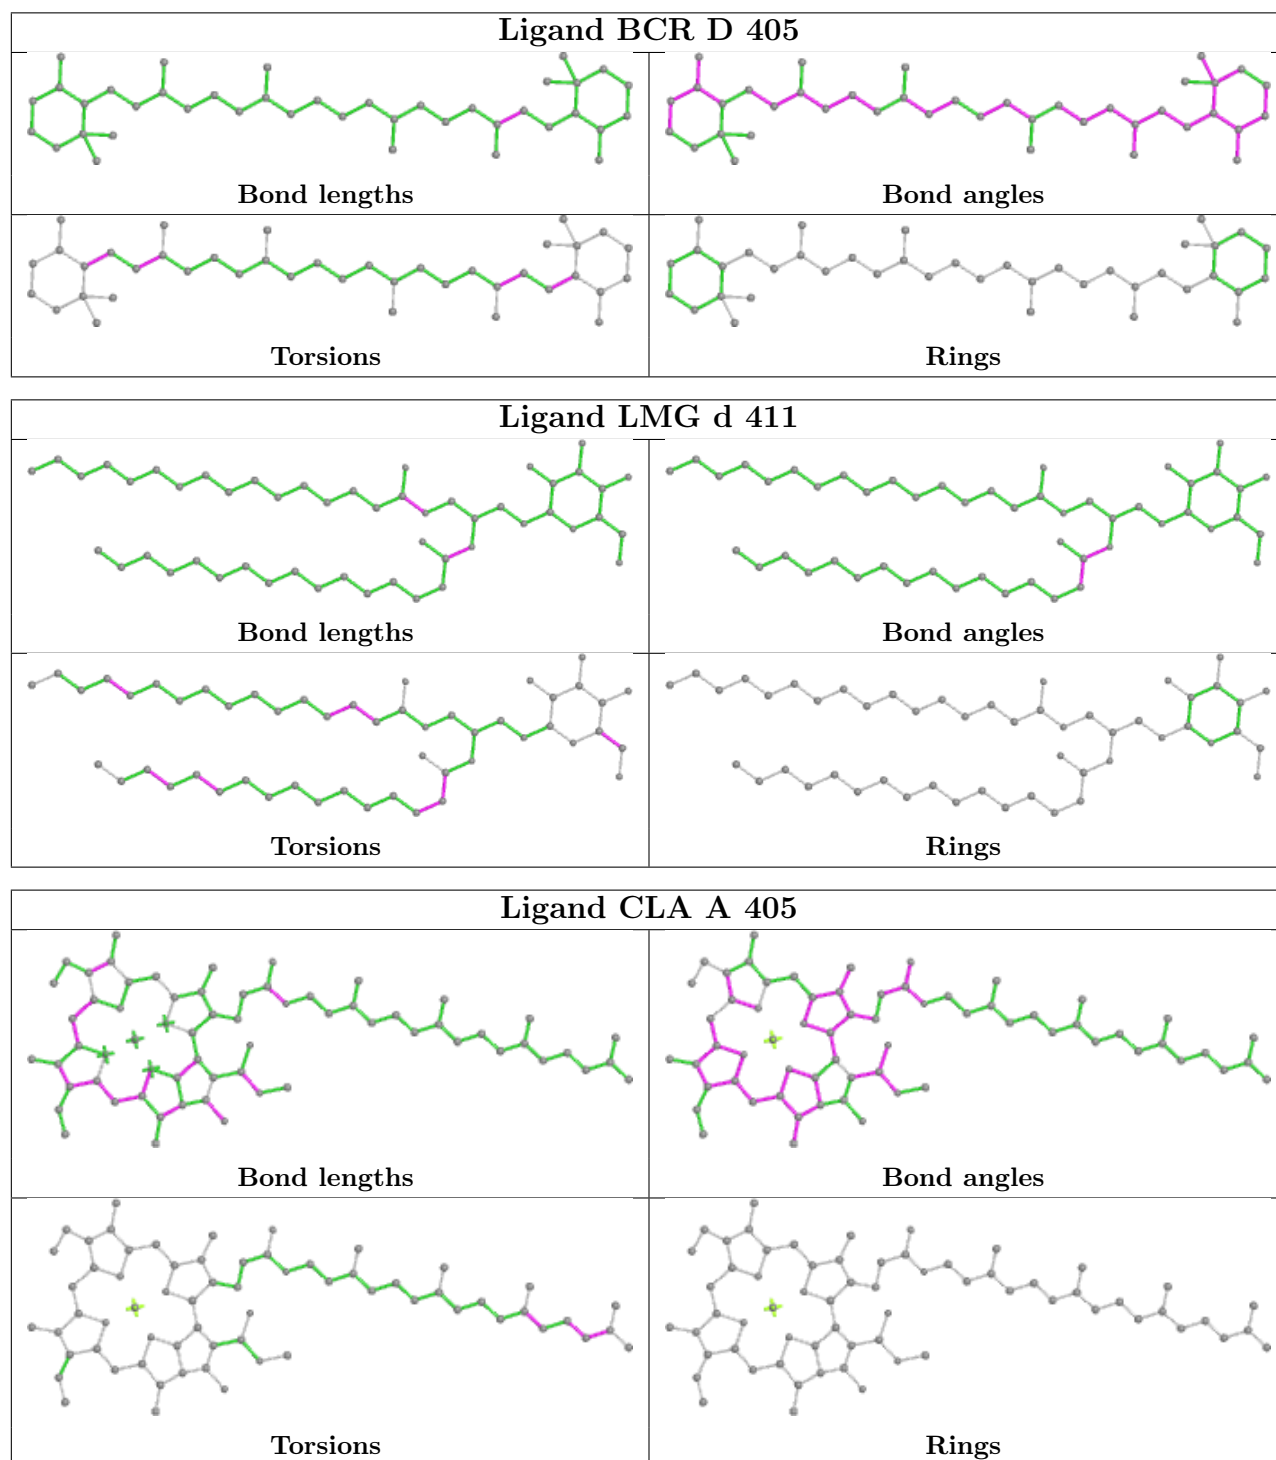 Ligand BCR D 405
Bond lengths
Bond angles
Torsions
Rings
Ligand LMG d 411
Bond lengths
Bond angles
Torsions
Rings
Ligand CLA A 405
Bond lengths
Bond angles
Torsions
Rings